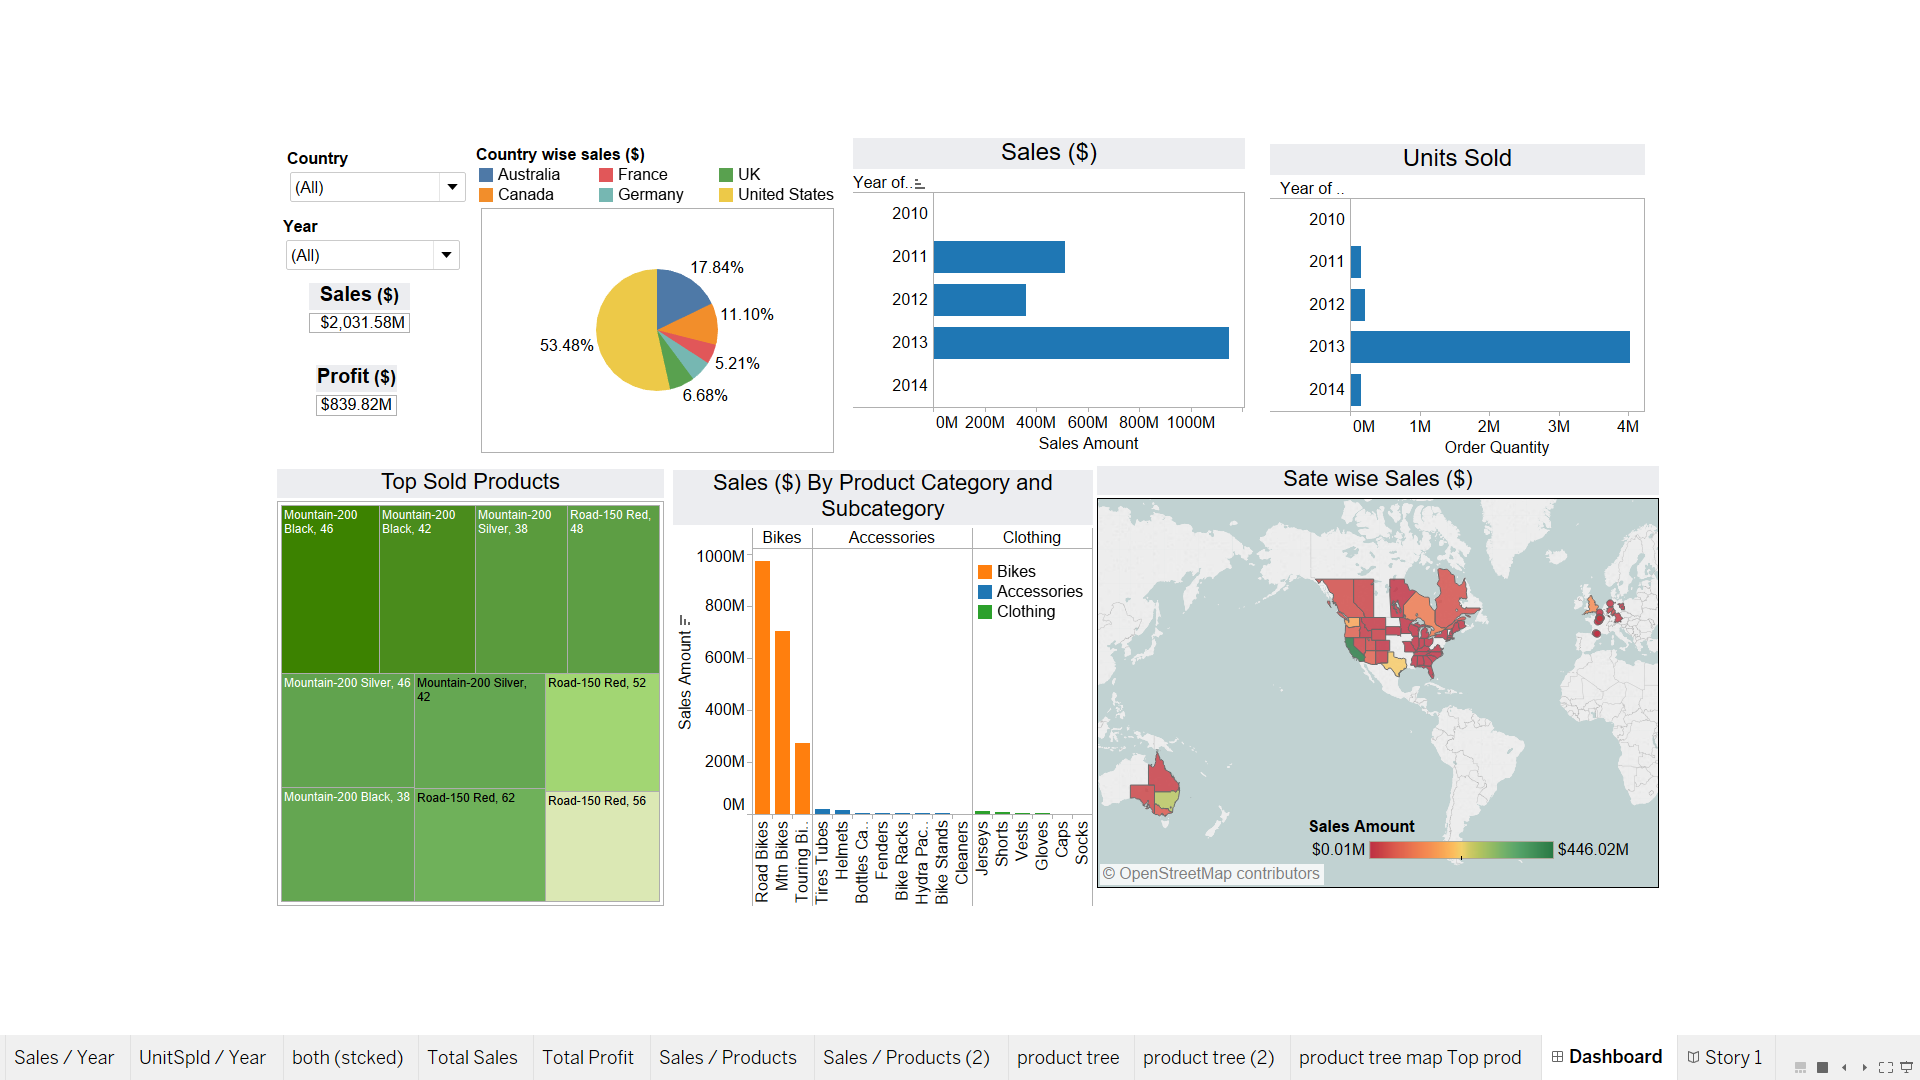 Country
(All)
Year
(All)
Sales ($)
$2,031.58M
Profit ($)
$839.82M
Country wise sales ($)
Australia
France
UK
Canada
Germany
United States
17.84%
11.10%
5.21%
6.68%
53.48%
Sales ($)
Year of..
2010
2011
2012
2013
2014
0M 200M 400M 600M 800M 1000M
Sales Amount
Units Sold
Year of ..
2010
2011
2012
2013
2014
0M 1M 2M 3M 4M
Order Quantity
Top Sold Products
Mountain-200
Black, 46
Mountain-200
Black, 42
Mountain-200
Silver, 38
Road-150 Red,
48
Mountain-200 Silver, 46
Mountain-200 Silver,
42
Road-150 Red, 52
Mountain-200 Black, 38
Road-150 Red, 62
Road-150 Red, 56
Sales ($) By Product Category and
Subcategory
Bikes
Accessories
Clothing
1000M
800M
600M
400M
200M
0M
Sales Amount
Bikes
Accessories
Clothing
Road Bikes
Mtn Bikes
Touring Bi..
Tires Tubes
Helmets
Bottles Ca..
Fenders
Bike Racks
Hydra Pac..
Bike Stands
Cleaners
Jerseys
Shorts
Vests
Gloves
Caps
Socks
Sate wise Sales ($)
Sales Amount
$0.01M
$446.02M
© OpenStreetMap contributors
Sales / Year
UnitSpld / Year
both (stcked)
Total Sales
Total Profit
Sales / Products
Sales / Products (2)
product tree
product tree (2)
product tree map Top prod
Dashboard
Story 1